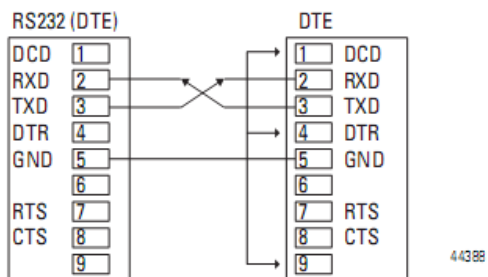 RS232 (DTE) DTE
DCD 1 1 DCD
RXD 2 2 RXD
TXD 3 3 TXD
DTR 4 4 DTR
GND 5 5 GND
6 6
RTS 7 7 RTS
CTS 8 8 CTS
9 9
44388